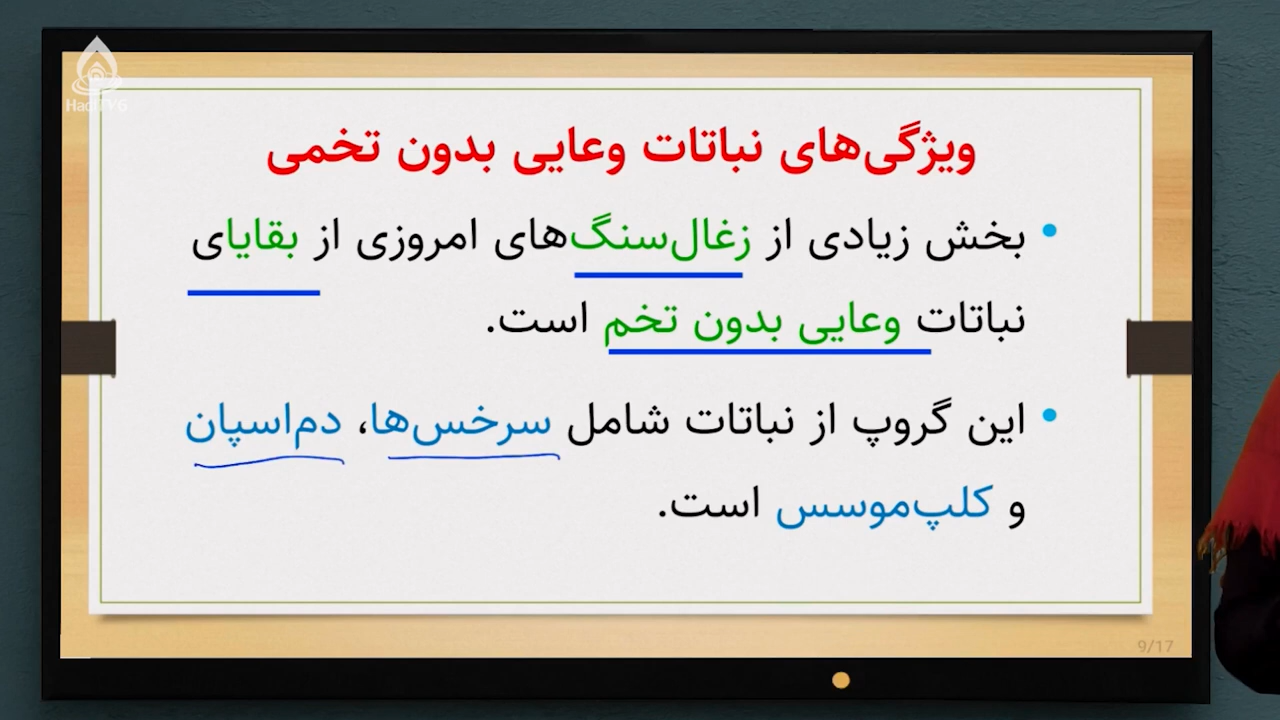 HadiTV6
ویژگی‌های نباتات وعایی بدون تخمی
• بخش زیادی از زغال‌سنگ‌های امروزی از بقایای
نباتات وعایی بدون تخم است.
• این گروپ از نباتات شامل سرخس‌ها، دم‌اسپان
و کلپ‌موسس است.
9/17